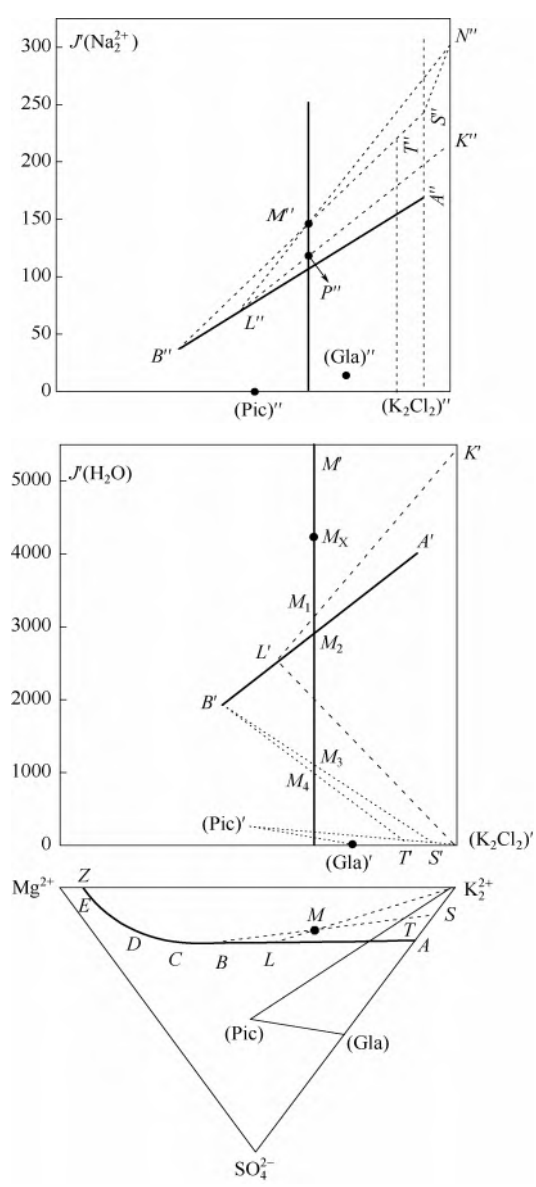 J′(Na₂²⁺)
300
250
200
150
100
50
0
N″
S″
T″
K″
A″
M″
P″
L″
B″
(Gla)″
(Pic)″
(K₂Cl₂)″
J′(H₂O)
5000
4000
3000
2000
1000
0
M′
K′
M_X
A′
M₁
M₂
L′
B′
M₃
M₄
(Pic)′
(Gla)′
T′
S′
(K₂Cl₂)′
Mg²⁺
Z
K₂²⁺
E
M
S
D
T
C
B
L
A
(Pic)
(Gla)
SO₄²⁻